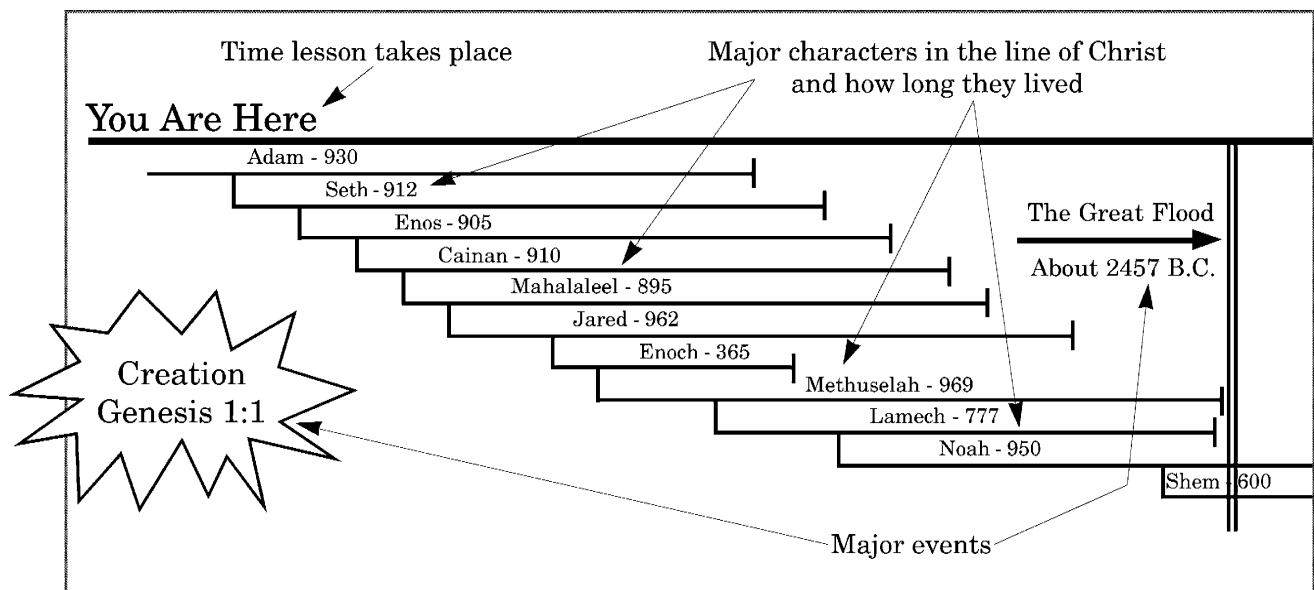 Time lesson takes place
Major characters in the line of Christ
and how long they lived
You Are Here
Adam - 930
Seth - 912
Enos - 905
The Great Flood
Cainan - 910
About 2457 B.C.
Mahalaleel - 895
Jared - 962
Enoch - 365
Creation
Genesis 1:1
Methuselah - 969
Lamech - 777
Noah - 950
Shem - 600
Major events